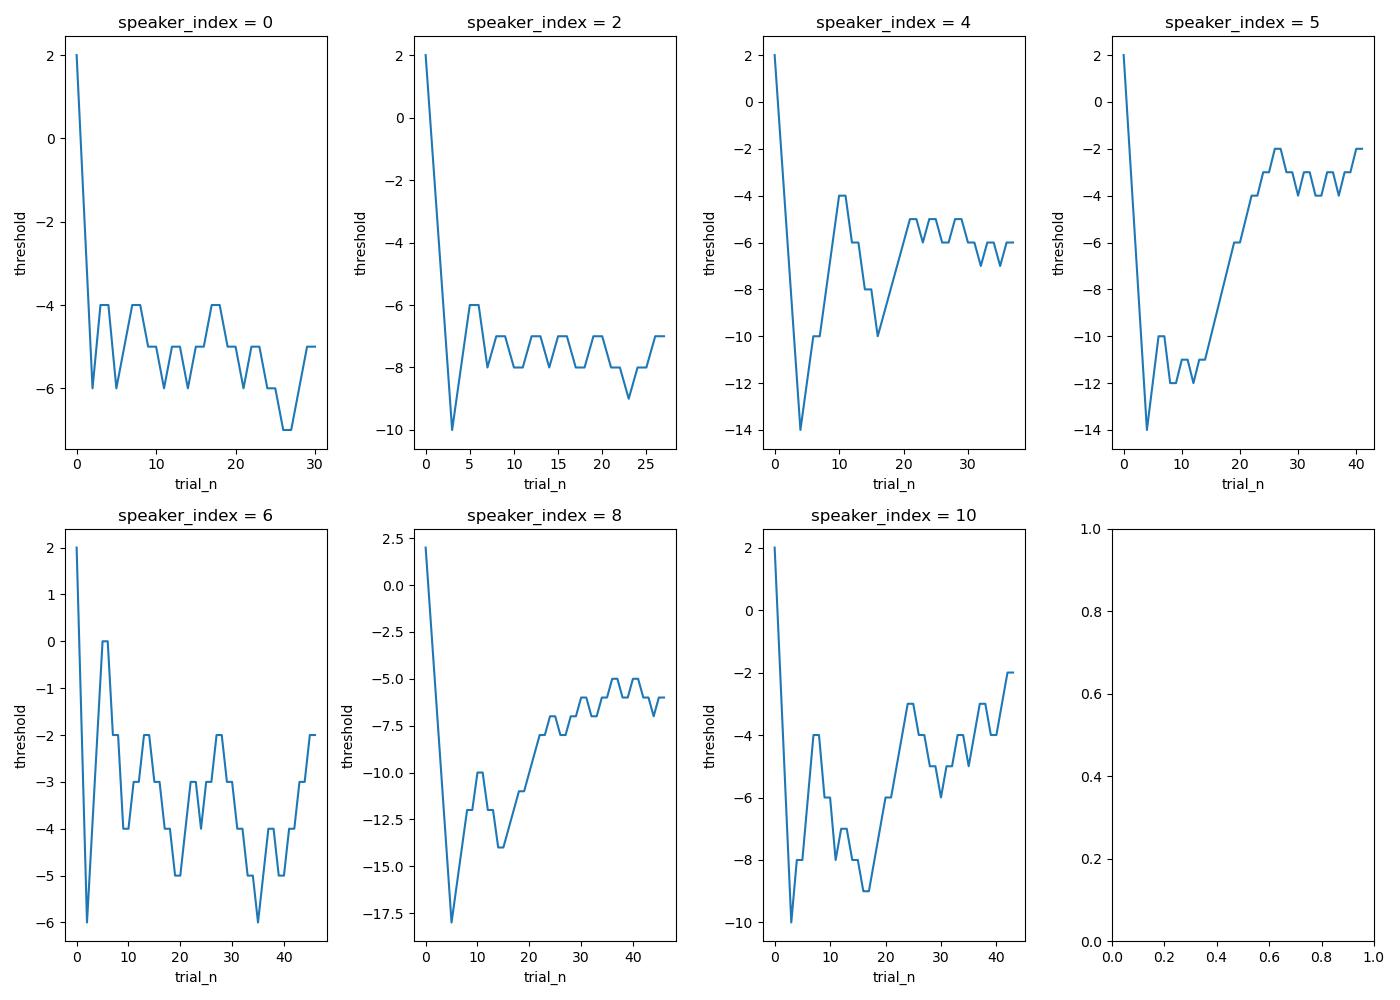 speaker_index = 0
2
0
−2
−4
−6
threshold
0 10 20 30
trial_n
speaker_index = 2
2
0
−2
−4
−6
−8
−10
threshold
0 5 10 15 20 25
trial_n
speaker_index = 4
2
0
−2
−4
−6
−8
−10
−12
−14
threshold
0 10 20 30
trial_n
speaker_index = 5
2
0
−2
−4
−6
−8
−10
−12
−14
threshold
0 10 20 30 40
trial_n
speaker_index = 6
2
1
0
−1
−2
−3
−4
−5
−6
threshold
0 10 20 30 40
trial_n
speaker_index = 8
2.5
0.0
−2.5
−5.0
−7.5
−10.0
−12.5
−15.0
−17.5
threshold
0 10 20 30 40
trial_n
speaker_index = 10
2
0
−2
−4
−6
−8
−10
threshold
0 10 20 30 40
trial_n
1.0
0.8
0.6
0.4
0.2
0.0
0.0 0.2 0.4 0.6 0.8 1.0